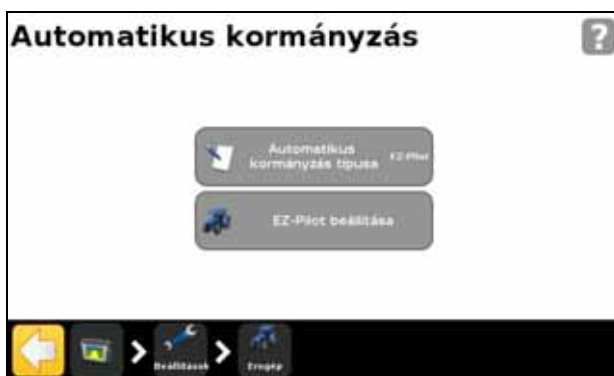 Automatikus kormányzás
?
Automatikus
kormányzás típusa
EZ-Pilot
EZ-Pilot beállítása
Beállítások
Erőgép